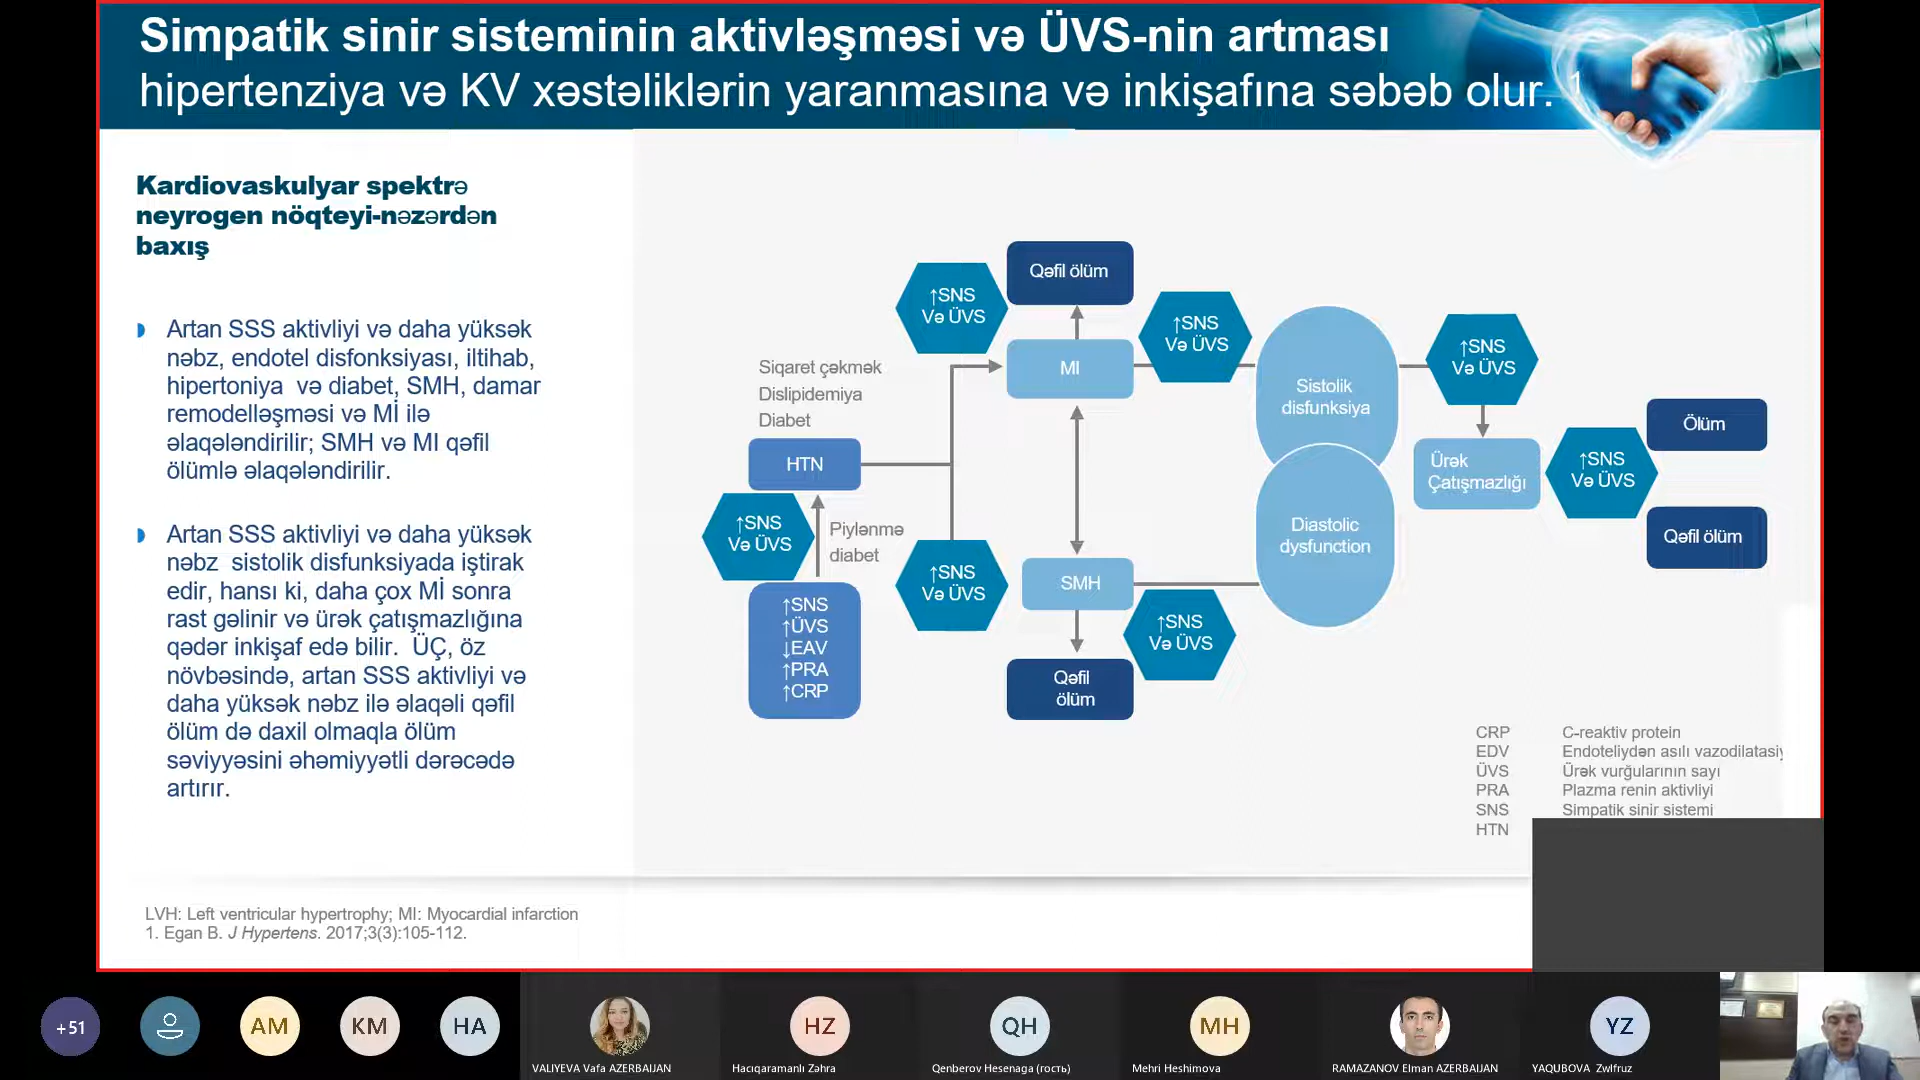 Simpatik sinir sisteminin aktivləşməsi və ÜVS-nin artması
hipertenziya və KV xəstəliklərin yaranmasına və inkişafına səbəb olur. 1
Kardiovaskulyar spektrə
neyrogen nöqteyi-nəzərdən
baxış
Artan SSS aktivliyi və daha yüksək
nəbz, endotel disfonksiyası, iltihab,
hipertoniya və diabet, SMH, damar
remodelləşməsi və Mİ ilə
əlaqələndirilir; SMH və MI qəfil
ölümlə əlaqələndirilir.
Artan SSS aktivliyi və daha yüksək
nəbz sistolik disfunksiyada iştirak
edir, hansı ki, daha çox Mİ sonra
rast gəlinir və ürək çatışmazlığına
qədər inkişaf edə bilir. ÜÇ, öz
növbəsində, artan SSS aktivliyi və
daha yüksək nəbz ilə əlaqəli qəfil
ölüm də daxil olmaqla ölüm
səviyyəsini əhəmiyyətli dərəcədə
artırır.
Qəfil ölüm
↑SNS
Və ÜVS
MI
↑SNS
Və ÜVS
Sistolik
disfunksiya
↑SNS
Və ÜVS
Siqaret çəkmək
Dislipidemiya
Diabet
HTN
Ürək
Çatışmazlığı
↑SNS
Və ÜVS
Ölüm
Qəfil ölüm
↑SNS
Və ÜVS
Piylənmə
diabet
↑SNS
Və ÜVS
SMH
Diastolic
dysfunction
↑SNS
Və ÜVS
↑SNS
↑ÜVS
↓EAV
↑PRA
↑CRP
Qəfil
ölüm
CRP C-reaktiv protein
EDV Endoteliydən asılı vazodilatasiy
ÜVS Ürək vurğularının sayı
PRA Plazma renin aktivliyi
SNS Simpatik sinir sistemi
HTN
LVH: Left ventricular hypertrophy; MI: Myocardial infarction
1. Egan B. J Hypertens. 2017;3(3):105-112.
+51
AM
KM
HA
VALIYEVA Vafa AZERBAIJAN
HZ
Hacıqaramanlı Zəhra
QH
Qenberov Hesenaga (гость)
MH
Mehri Heshimova
RAMAZANOV Elman AZERBAIJAN
YZ
YAQUBOVA Zwlfruz